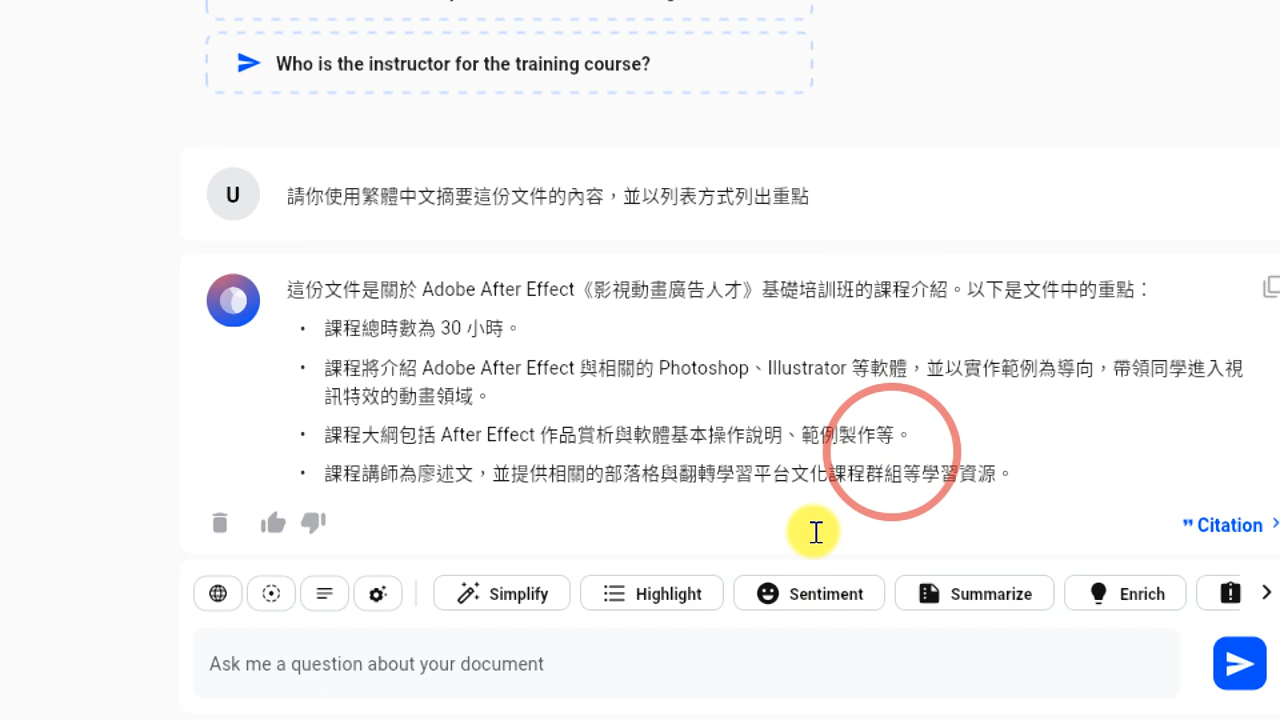 Who is the instructor for the training course?
U
請你使用繁體中文摘要這份文件的內容，並以列表方式列出重點
這份文件是關於 Adobe After Effect《影視動畫廣告人才》基礎培訓班的課程介紹。以下是文件中的重點：
• 課程總時數為 30 小時。
• 課程將介紹 Adobe After Effect 與相關的 Photoshop、Illustrator 等軟體，並以實作範例為導向，帶領同學進入視
訊特效的動畫領域。
• 課程大綱包括 After Effect 作品賞析與軟體基本操作說明、範例製作等。
• 課程講師為廖述文，並提供相關的部落格與翻轉學習平台文化課程群組等學習資源。
" Citation
Simplify Highlight Sentiment Summarize Enrich
Ask me a question about your document